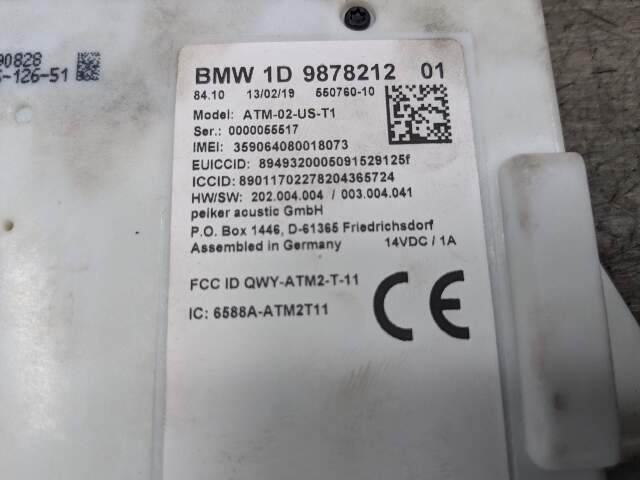 90828
-126-51
BMW 1D 9878212 01
84.10 13/02/19 550760-10
Model: ATM-02-US-T1
Ser.: 0000055517
IMEI: 359064080018073
EUICCID: 89493200050915291 25f
ICCID: 89011702278204365724
HW/SW: 202.004.004 / 003.004.041
peiker acustic GmbH
P.O. Box 1446, D-61365 Friedrichsdorf
Assembled in Germany 14VDC / 1A
FCC ID QWY-ATM2-T-11
IC: 6588A-ATM2T11
CE